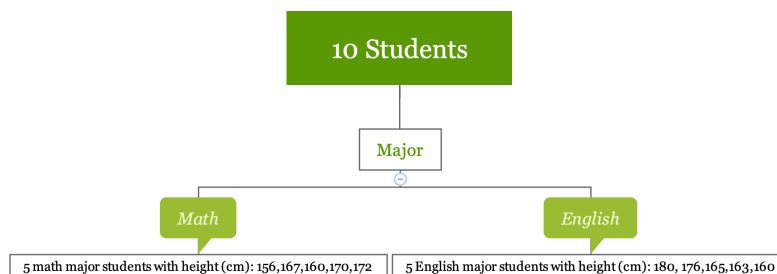 10 Students
Major
Math
English
5 math major students with height (cm): 156,167,160,170,172
5 English major students with height (cm): 180, 176,165,163,160